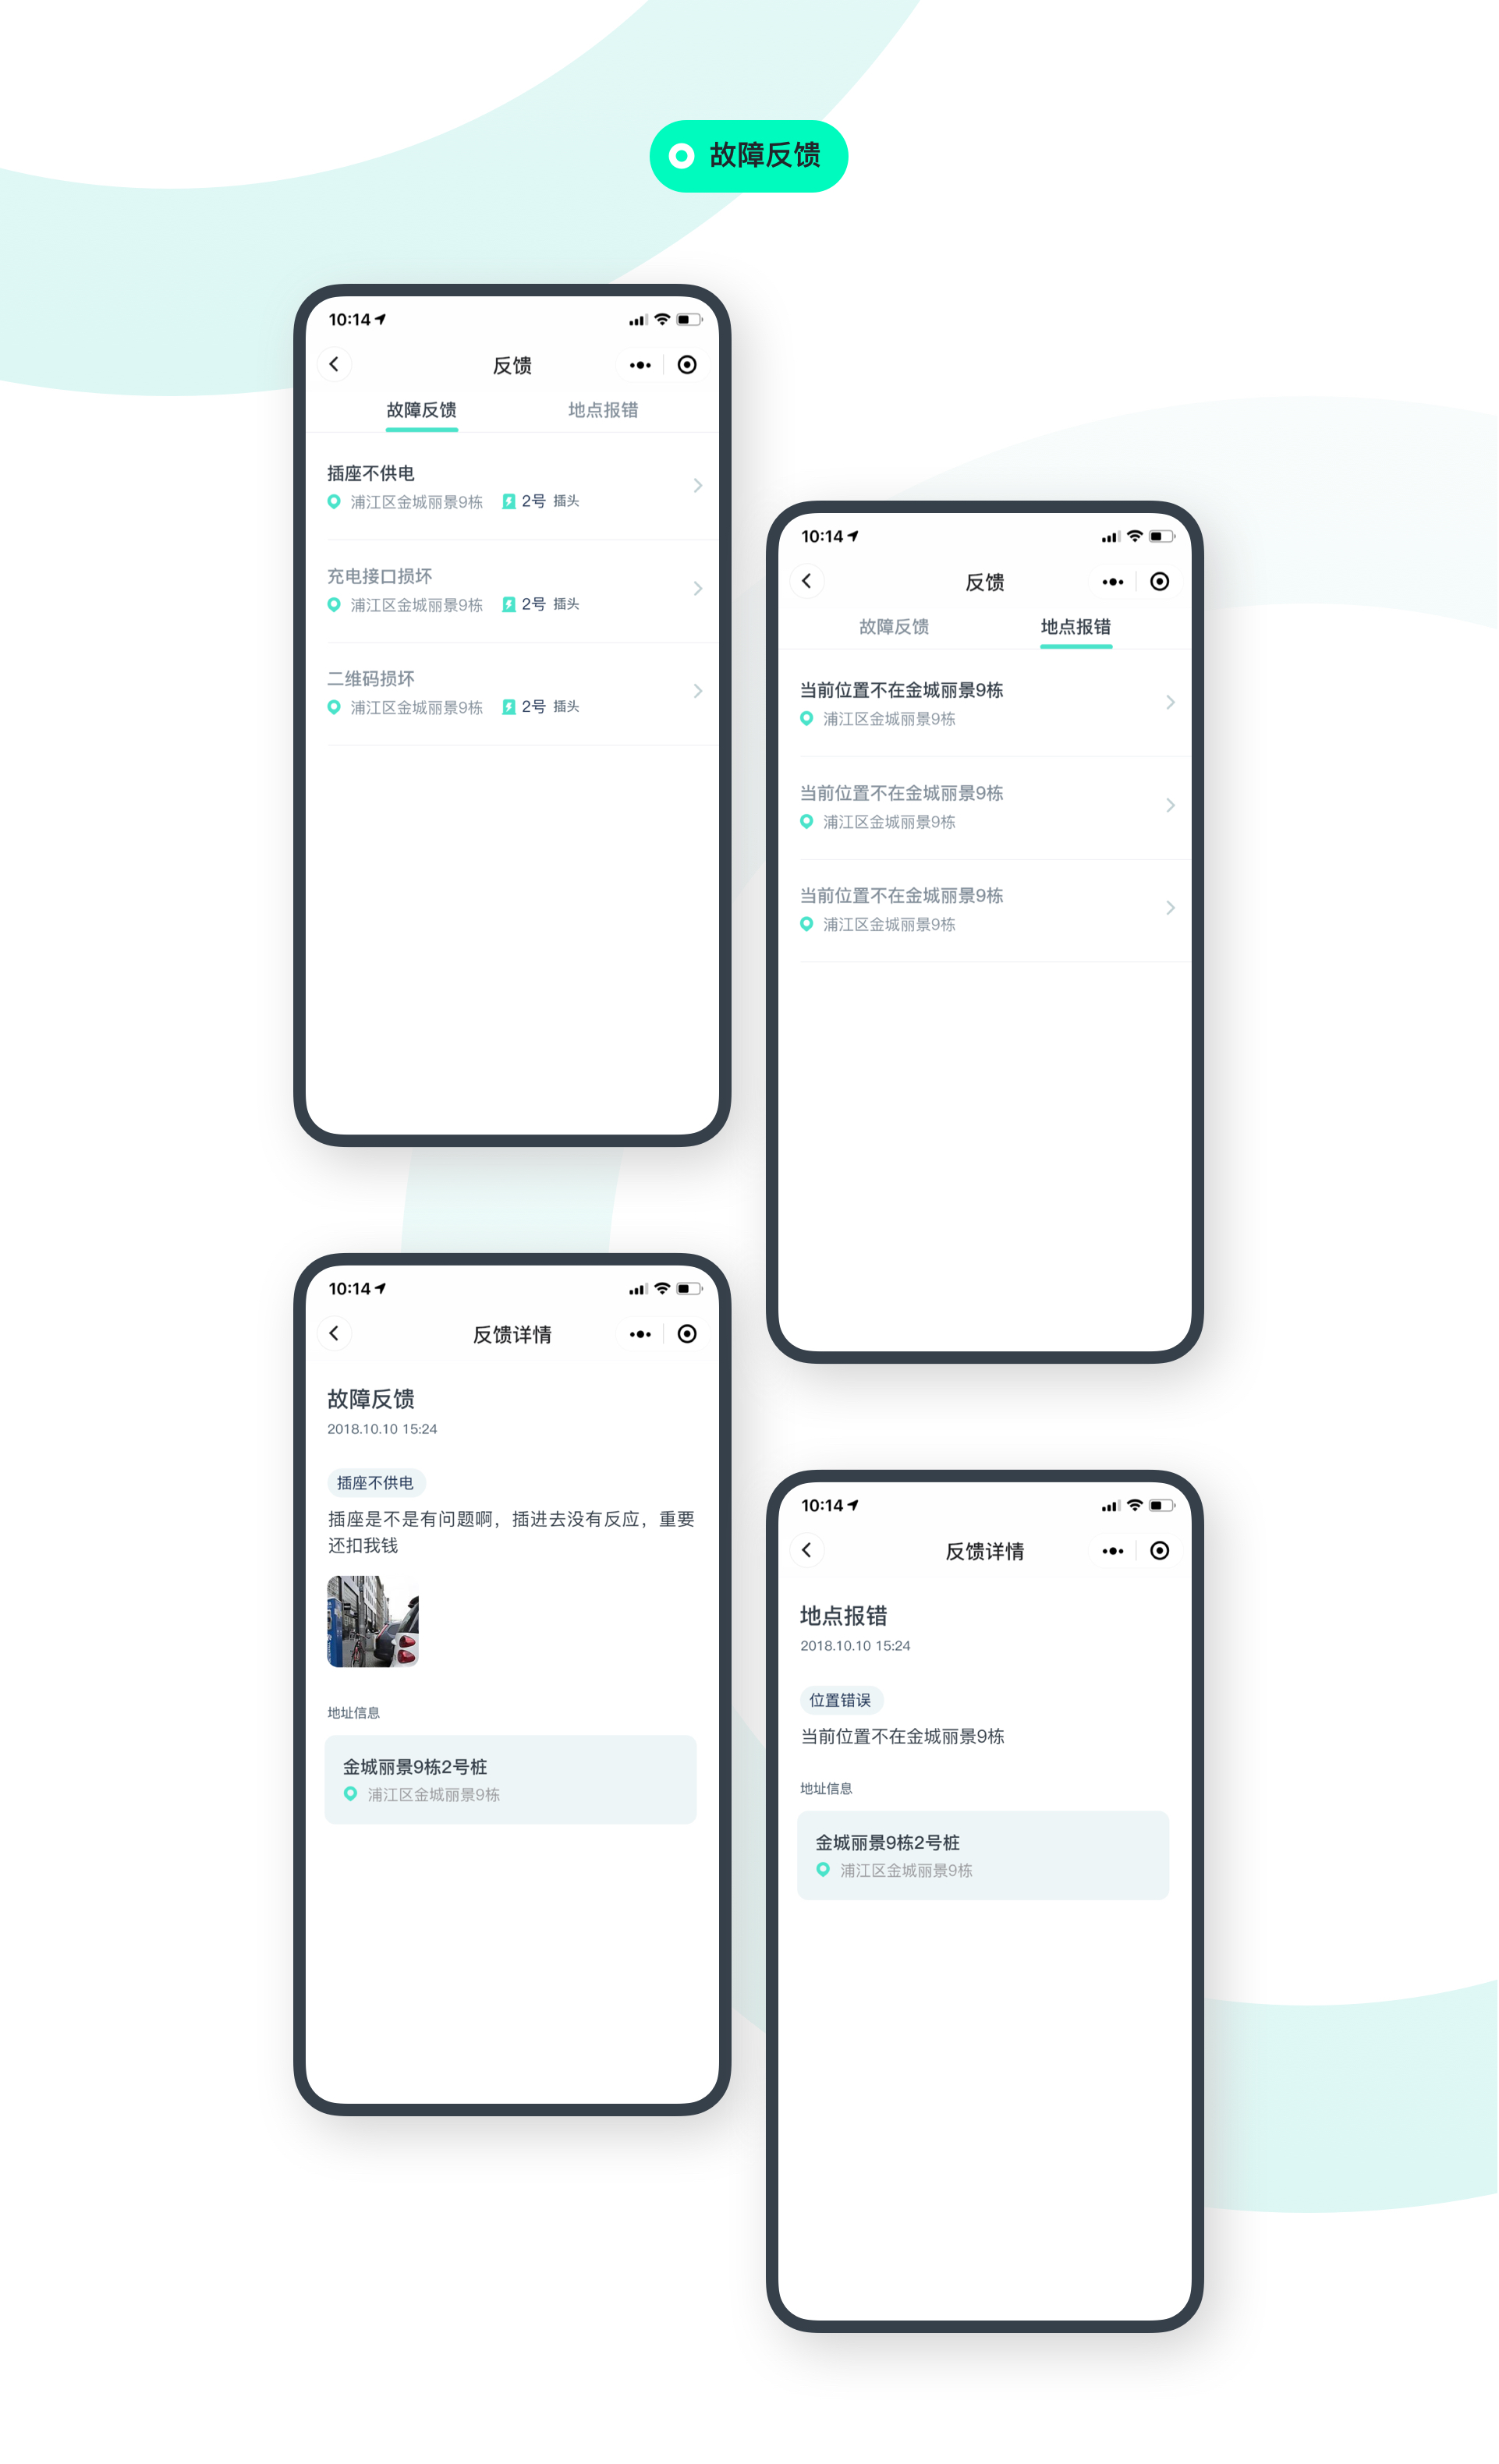 故障反馈
10:14
反馈
故障反馈 地点报错
插座不供电
浦江区金城丽景9栋 2号 插头
充电接口损坏
浦江区金城丽景9栋 2号 插头
二维码损坏
浦江区金城丽景9栋 2号 插头
10:14
反馈
故障反馈 地点报错
当前位置不在金城丽景9栋
浦江区金城丽景9栋
当前位置不在金城丽景9栋
浦江区金城丽景9栋
当前位置不在金城丽景9栋
浦江区金城丽景9栋
10:14
反馈详情
故障反馈
2018.10.10 15:24
插座不供电
插座是不是有问题啊，插进去没有反应，重要
还扣我钱
地址信息
金城丽景9栋2号桩
浦江区金城丽景9栋
10:14
反馈详情
地点报错
2018.10.10 15:24
位置错误
当前位置不在金城丽景9栋
地址信息
金城丽景9栋2号桩
浦江区金城丽景9栋